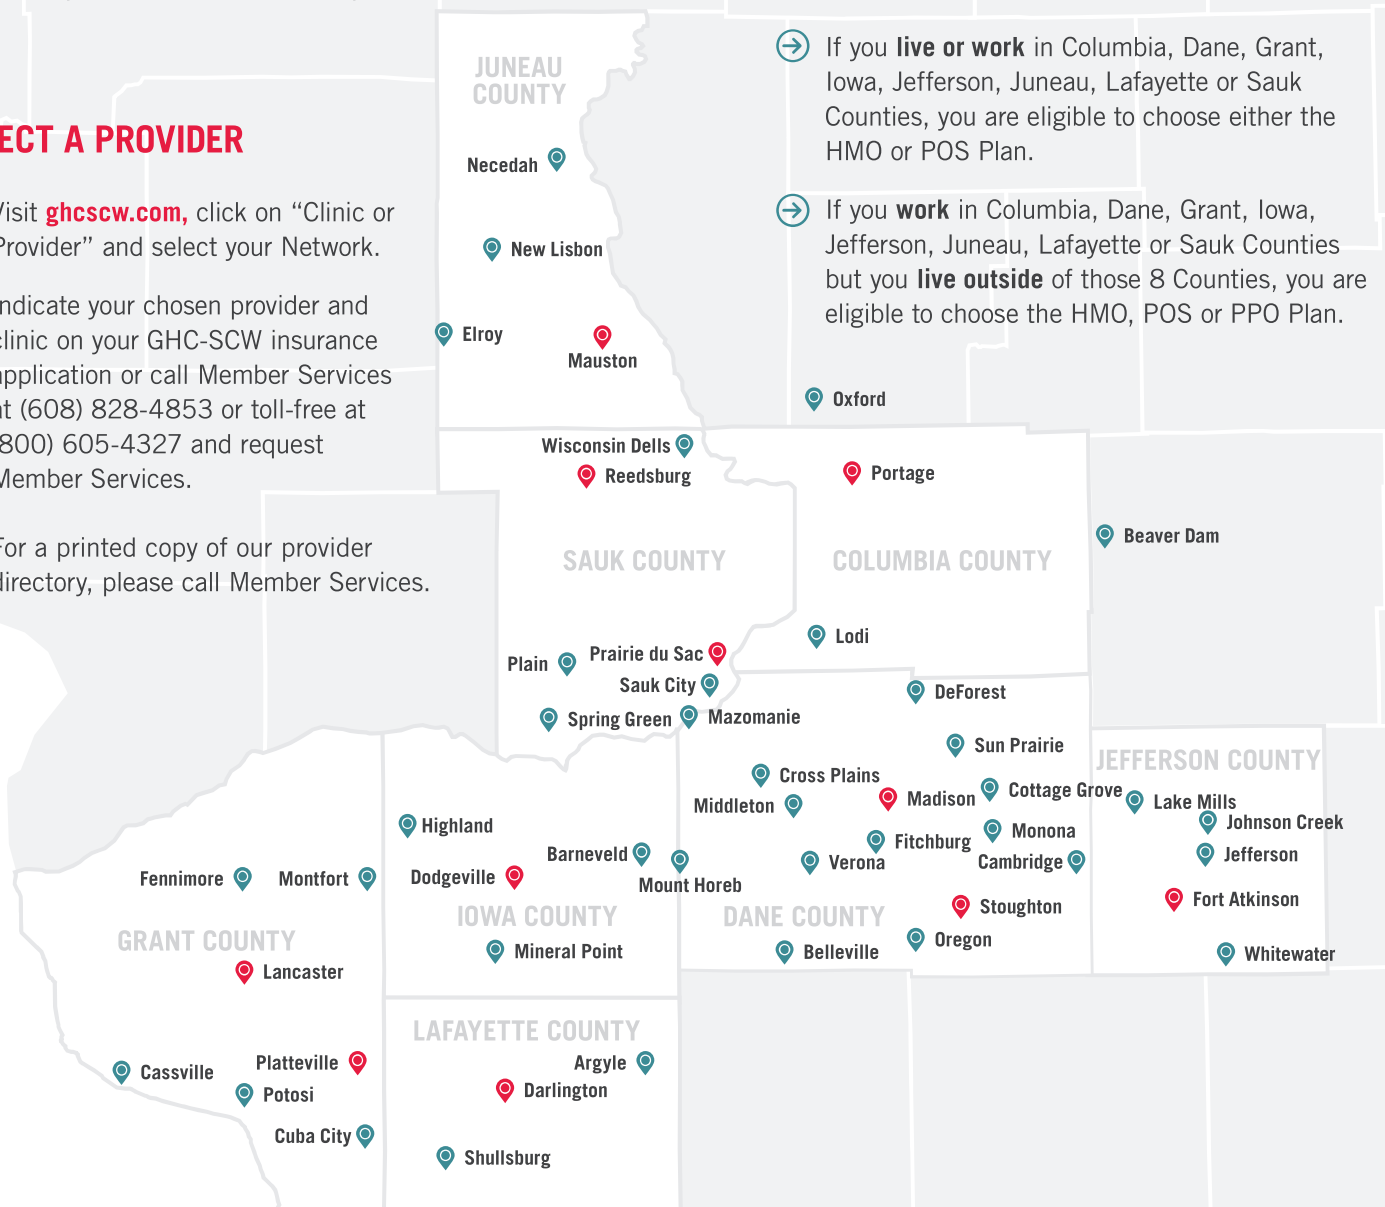 ECT A PROVIDER
Visit ghcscw.com, click on “Clinic or
Provider” and select your Network.
Indicate your chosen provider and
clinic on your GHC-SCW insurance
application or call Member Services
at (608) 828-4853 or toll-free at
(800) 605-4327 and request
Member Services.
For a printed copy of our provider
directory, please call Member Services.
If you live or work in Columbia, Dane, Grant,
Iowa, Jefferson, Juneau, Lafayette or Sauk
Counties, you are eligible to choose either the
HMO or POS Plan.
If you work in Columbia, Dane, Grant, Iowa,
Jefferson, Juneau, Lafayette or Sauk Counties
but you live outside of those 8 Counties, you are
eligible to choose the HMO, POS or PPO Plan.
JUNEAU
COUNTY
Necedah
New Lisbon
Elroy
Mauston
Oxford
Wisconsin Dells
Reedsburg
Portage
Beaver Dam
SAUK COUNTY
COLUMBIA COUNTY
Lodi
Plain
Prairie du Sac
Sauk City
Spring Green
Mazomanie
DeForest
Sun Prairie
JEFFERSON COUNTY
Cross Plains
Middleton
Madison
Cottage Grove
Lake Mills
Johnson Creek
Highland
Fitchburg
Monona
Barneveld
Verona
Cambridge
Jefferson
Fennimore
Montfort
Dodgeville
Mount Horeb
Fort Atkinson
Stoughton
IOWA COUNTY
DANE COUNTY
GRANT COUNTY
Oregon
Mineral Point
Belleville
Whitewater
Lancaster
LAFAYETTE COUNTY
Platteville
Argyle
Cassville
Darlington
Potosi
Cuba City
Shullsburg